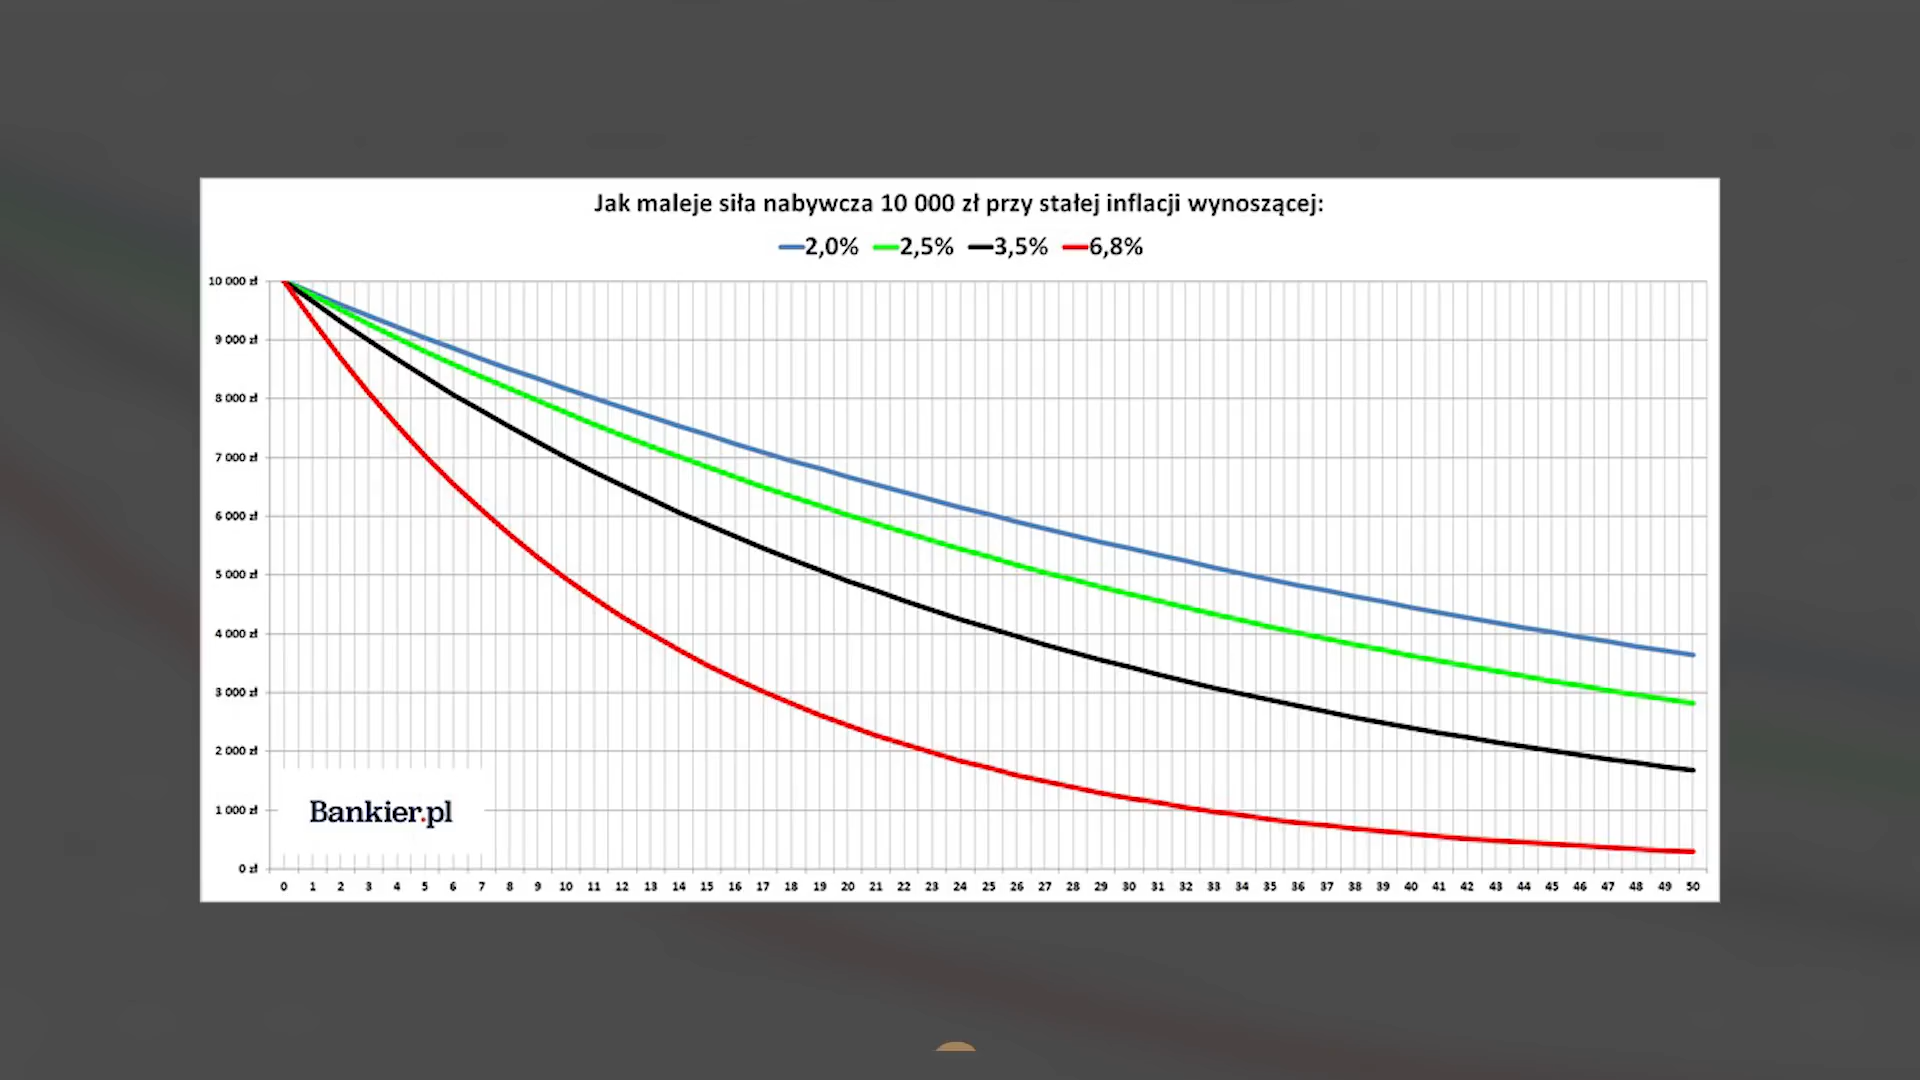 Jak maleje siła nabywcza 10 000 zł przy stałej inflacji wynoszącej:
2,0% 2,5% 3,5% 6,8%
10 000 zł
9 000 zł
8 000 zł
7 000 zł
6 000 zł
5 000 zł
4 000 zł
3 000 zł
2 000 zł
1 000 zł
0 zł
Bankier.pl
0 1 2 3 4 5 6 7 8 9 10 11 12 13 14 15 16 17 18 19 20 21 22 23 24 25 26 27 28 29 30 31 32 33 34 35 36 37 38 39 40 41 42 43 44 45 46 47 48 49 50